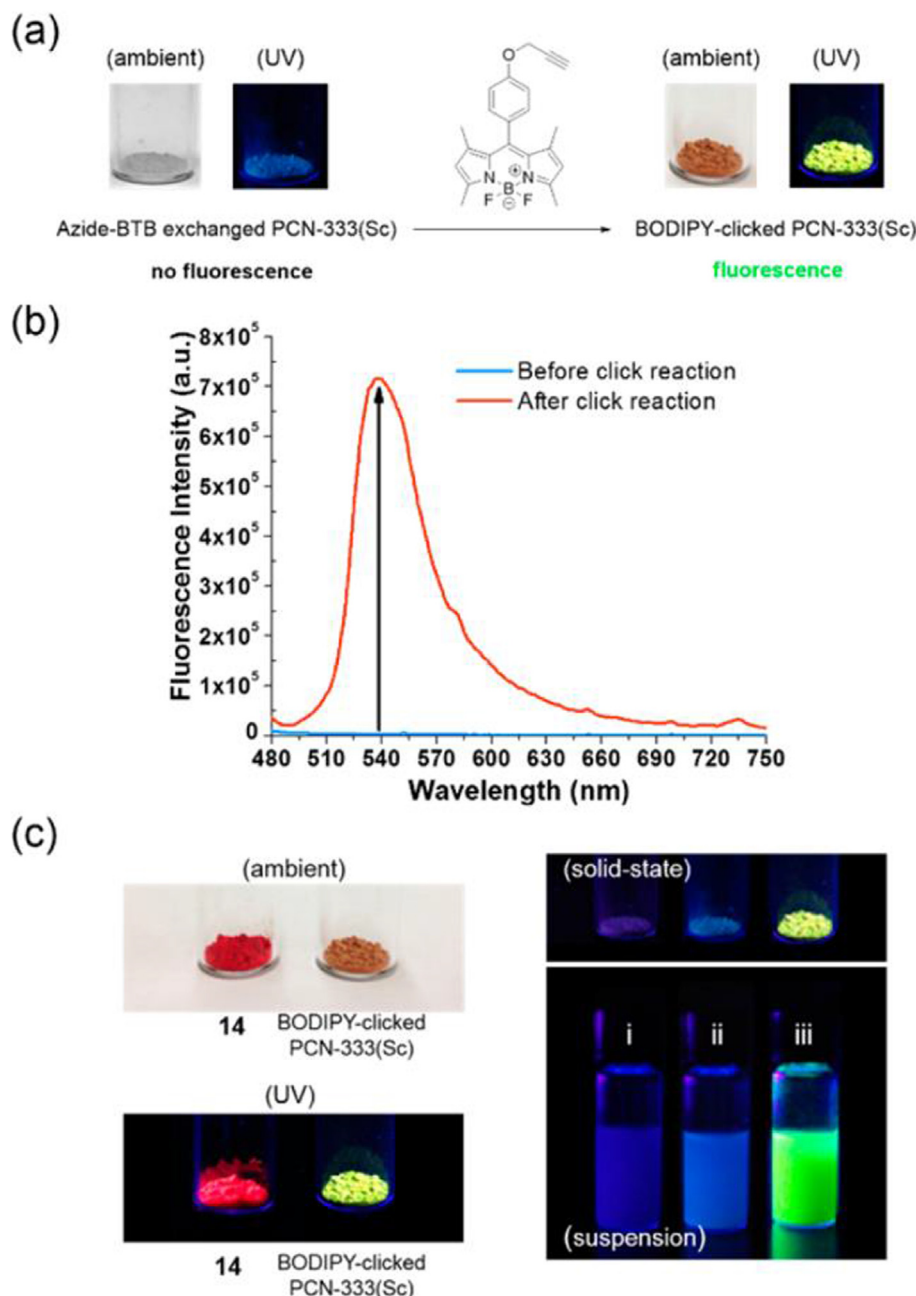 (a)
(ambient) (UV)
(ambient) (UV)
O
N N
+
B
F F
−
Azide-BTB exchanged PCN-333(Sc)
BODIPY-clicked PCN-333(Sc)
no fluorescence
fluorescence
(b)
8x10⁵
7x10⁵
6x10⁵
5x10⁵
4x10⁵
3x10⁵
2x10⁵
1x10⁵
0
Fluorescence Intensity (a.u.)
Before click reaction
After click reaction
480 510 540 570 600 630 660 690 720 750
Wavelength (nm)
(c)
(ambient)
14 BODIPY-clicked
PCN-333(Sc)
(UV)
14 BODIPY-clicked
PCN-333(Sc)
(solid-state)
i ii iii
(suspension)